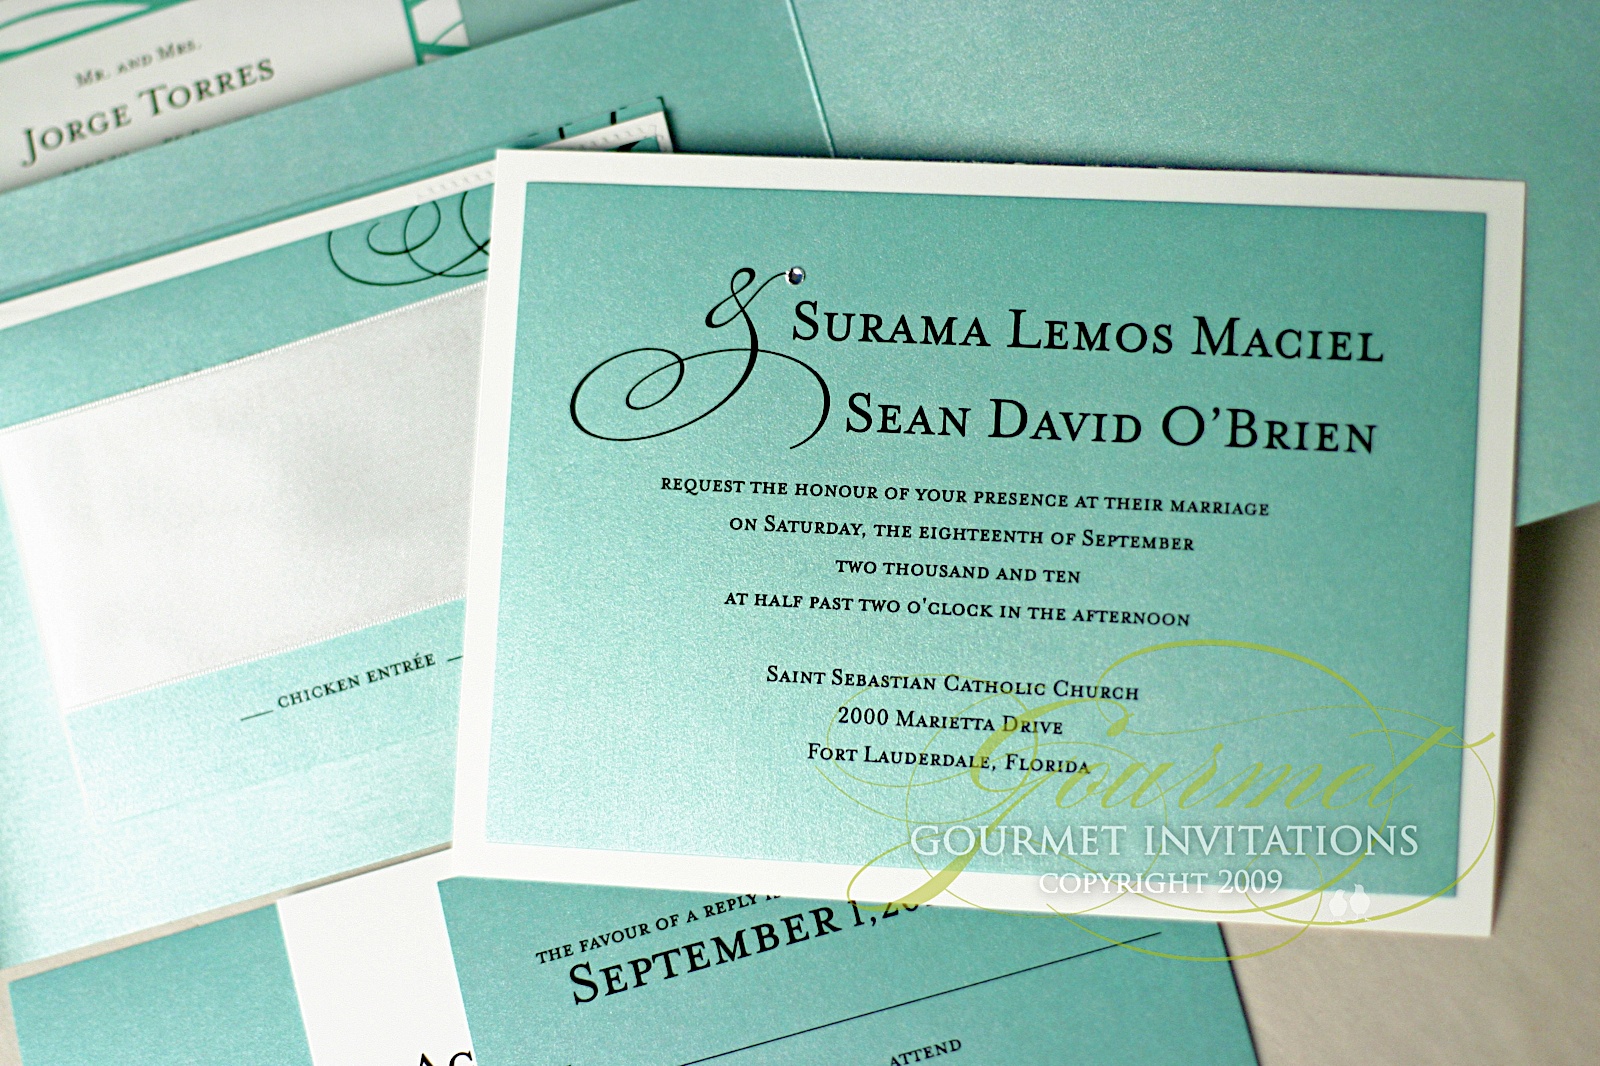 Mr. and Mrs.
Jorge Torres
&
Surama Lemos Maciel
Sean David O'Brien
request the honour of your presence at their marriage
on Saturday, the eighteenth of September
two thousand and ten
at half past two o'clock in the afternoon
Saint Sebastian Catholic Church
2000 Marietta Drive
Fort Lauderdale, Florida
chicken entrée
Gourmet
GOURMET INVITATIONS
COPYRIGHT 2009
the favour of a reply is
September 1, 20
attend